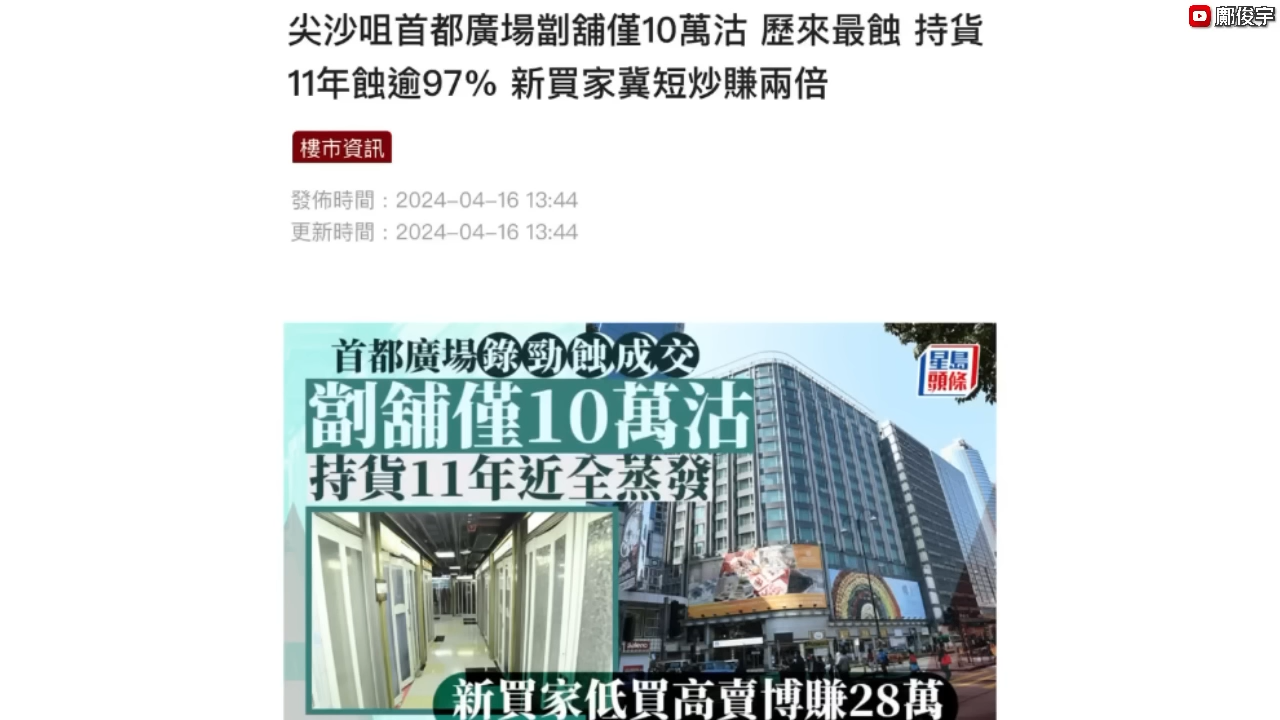 鄺俊宇
尖沙咀首都廣場劏舖僅10萬沽 歷來最蝕 持貨
11年蝕逾97% 新買家冀短炒賺兩倍
樓市資訊
發佈時間：2024-04-16 13:44
更新時間：2024-04-16 13:44
首都廣場錄勁蝕成交
星島
頭條
劏舖僅10萬沽
持貨11年近全蒸發
新買家低買高賣博賺28萬